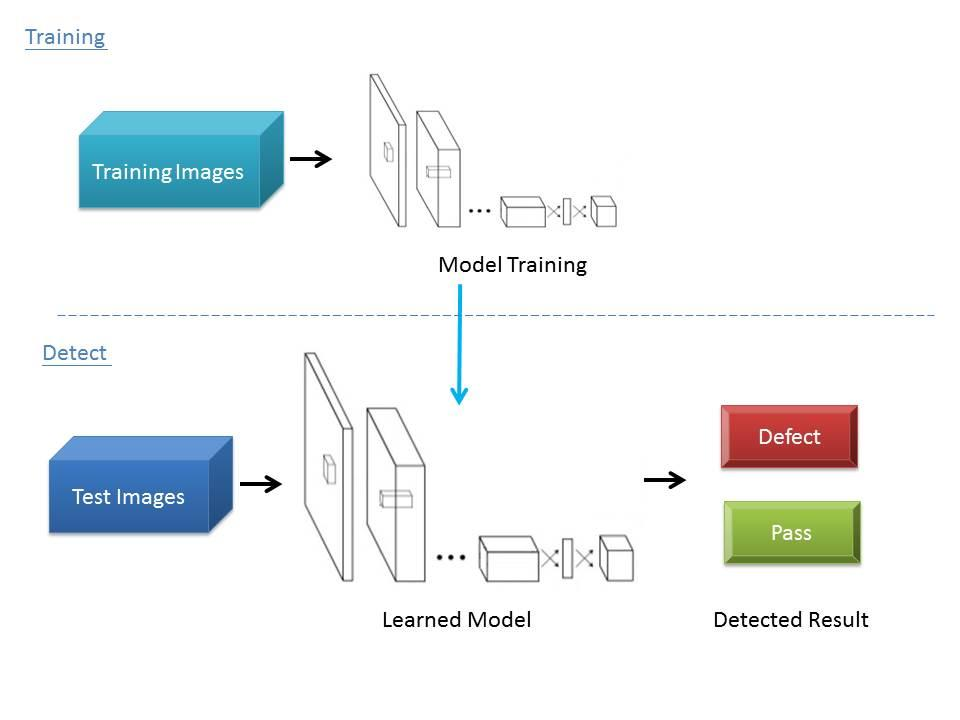 Training
Training Images
Model Training
Detect
Defect
Test Images
Pass
Learned Model
Detected Result